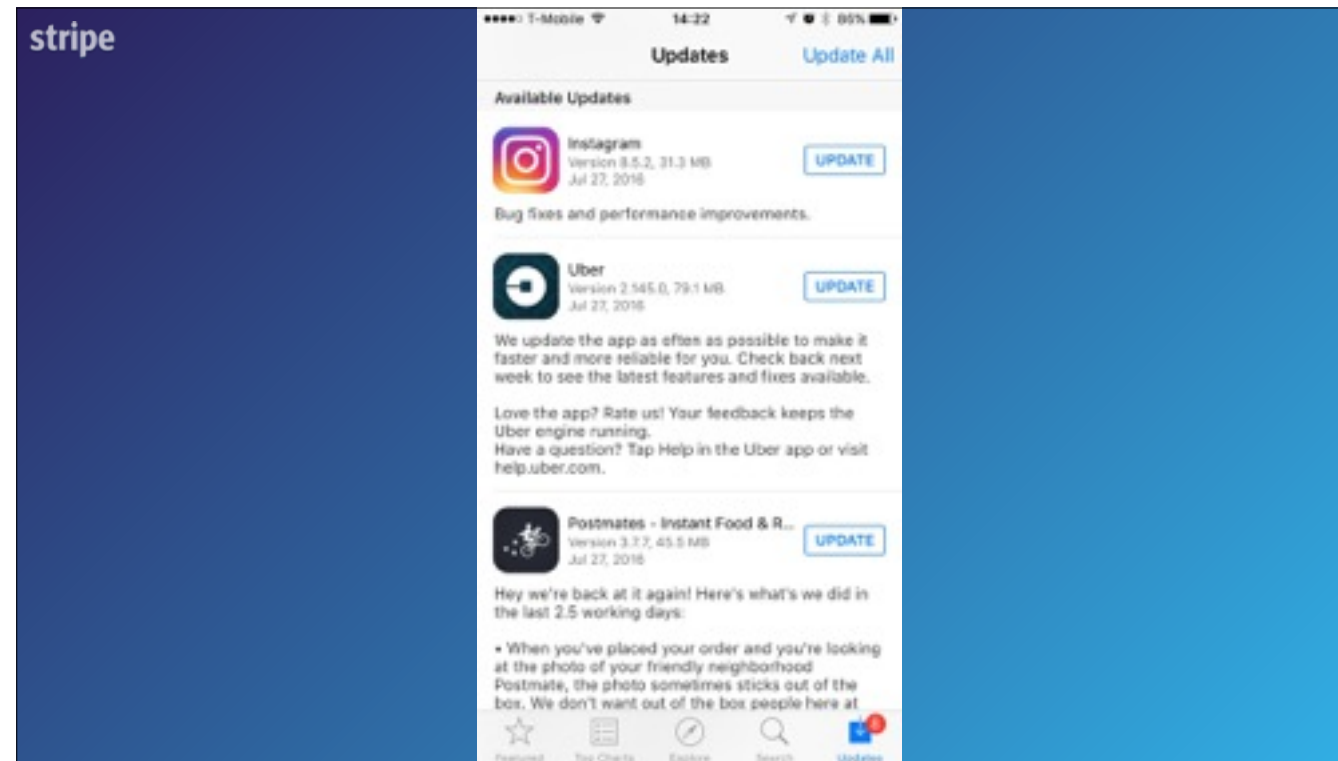 stripe
T-Mobile 14:22 86%
Updates Update All
Available Updates
Instagram
Version 8.5.2, 31.3 MB
Jul 27, 2016
UPDATE
Bug fixes and performance improvements.
Uber
Version 2.145.0, 79.1 MB
Jul 27, 2016
UPDATE
We update the app as often as possible to make it
faster and more reliable for you. Check back next
week to see the latest features and fixes available.
Love the app? Rate us! Your feedback keeps the
Uber engine running.
Have a question? Tap Help in the Uber app or visit
help.uber.com.
Postmates - Instant Food & R...
Version 3.7.7, 45.5 MB
Jul 27, 2016
UPDATE
Hey we're back at it again! Here's what's we did in
the last 2.5 working days:
• When you've placed your order and you're looking
at the photo of your friendly neighborhood
Postmate, the photo sometimes sticks out of the
box. We don't want out of the box people here at
Featured Top Charts Explore Search Updates